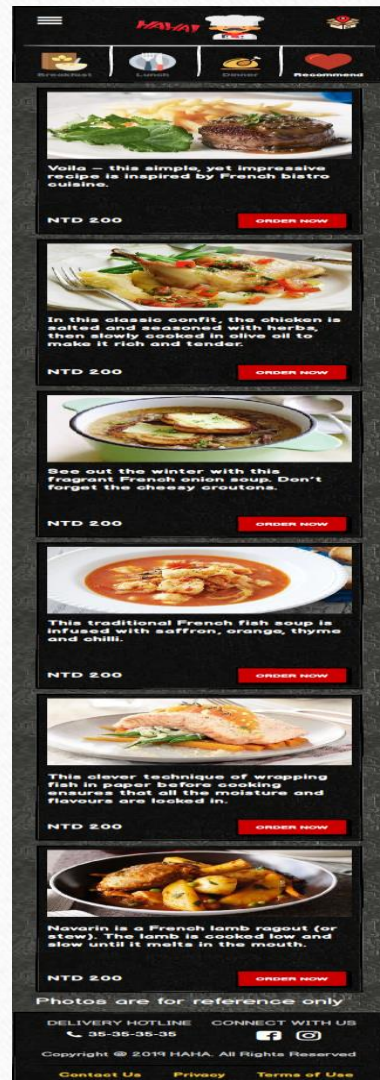 HAHA!
Breakfast
Lunch
Dinner
Recommend
Voila – this simple, yet impressive
recipe is inspired by French bistro
cuisine.
NTD 200
ORDER NOW
In this classic confit, the chicken is
salted and seasoned with herbs,
then slowly cooked in olive oil to
make it rich and tender.
NTD 200
ORDER NOW
See out the winter with this
fragrant French onion soup. Don't
forget the cheesy croutons.
NTD 200
ORDER NOW
This traditional French fish soup is
infused with saffron, orange, thyme
and chilli.
NTD 200
ORDER NOW
This clever technique of wrapping
fish in paper before cooking
ensures that all the moisture and
flavours are locked in.
NTD 200
ORDER NOW
Navarin is a French lamb ragout (or
stew). The lamb is cooked low and
slow until it melts in the mouth.
NTD 200
ORDER NOW
Photos are for reference only
DELIVERY HOTLINE
35-35-35-35
CONNECT WITH US
Copyright @ 2019 HAHA. All Rights Reserved
Contact Us
Privacy
Terms of Use